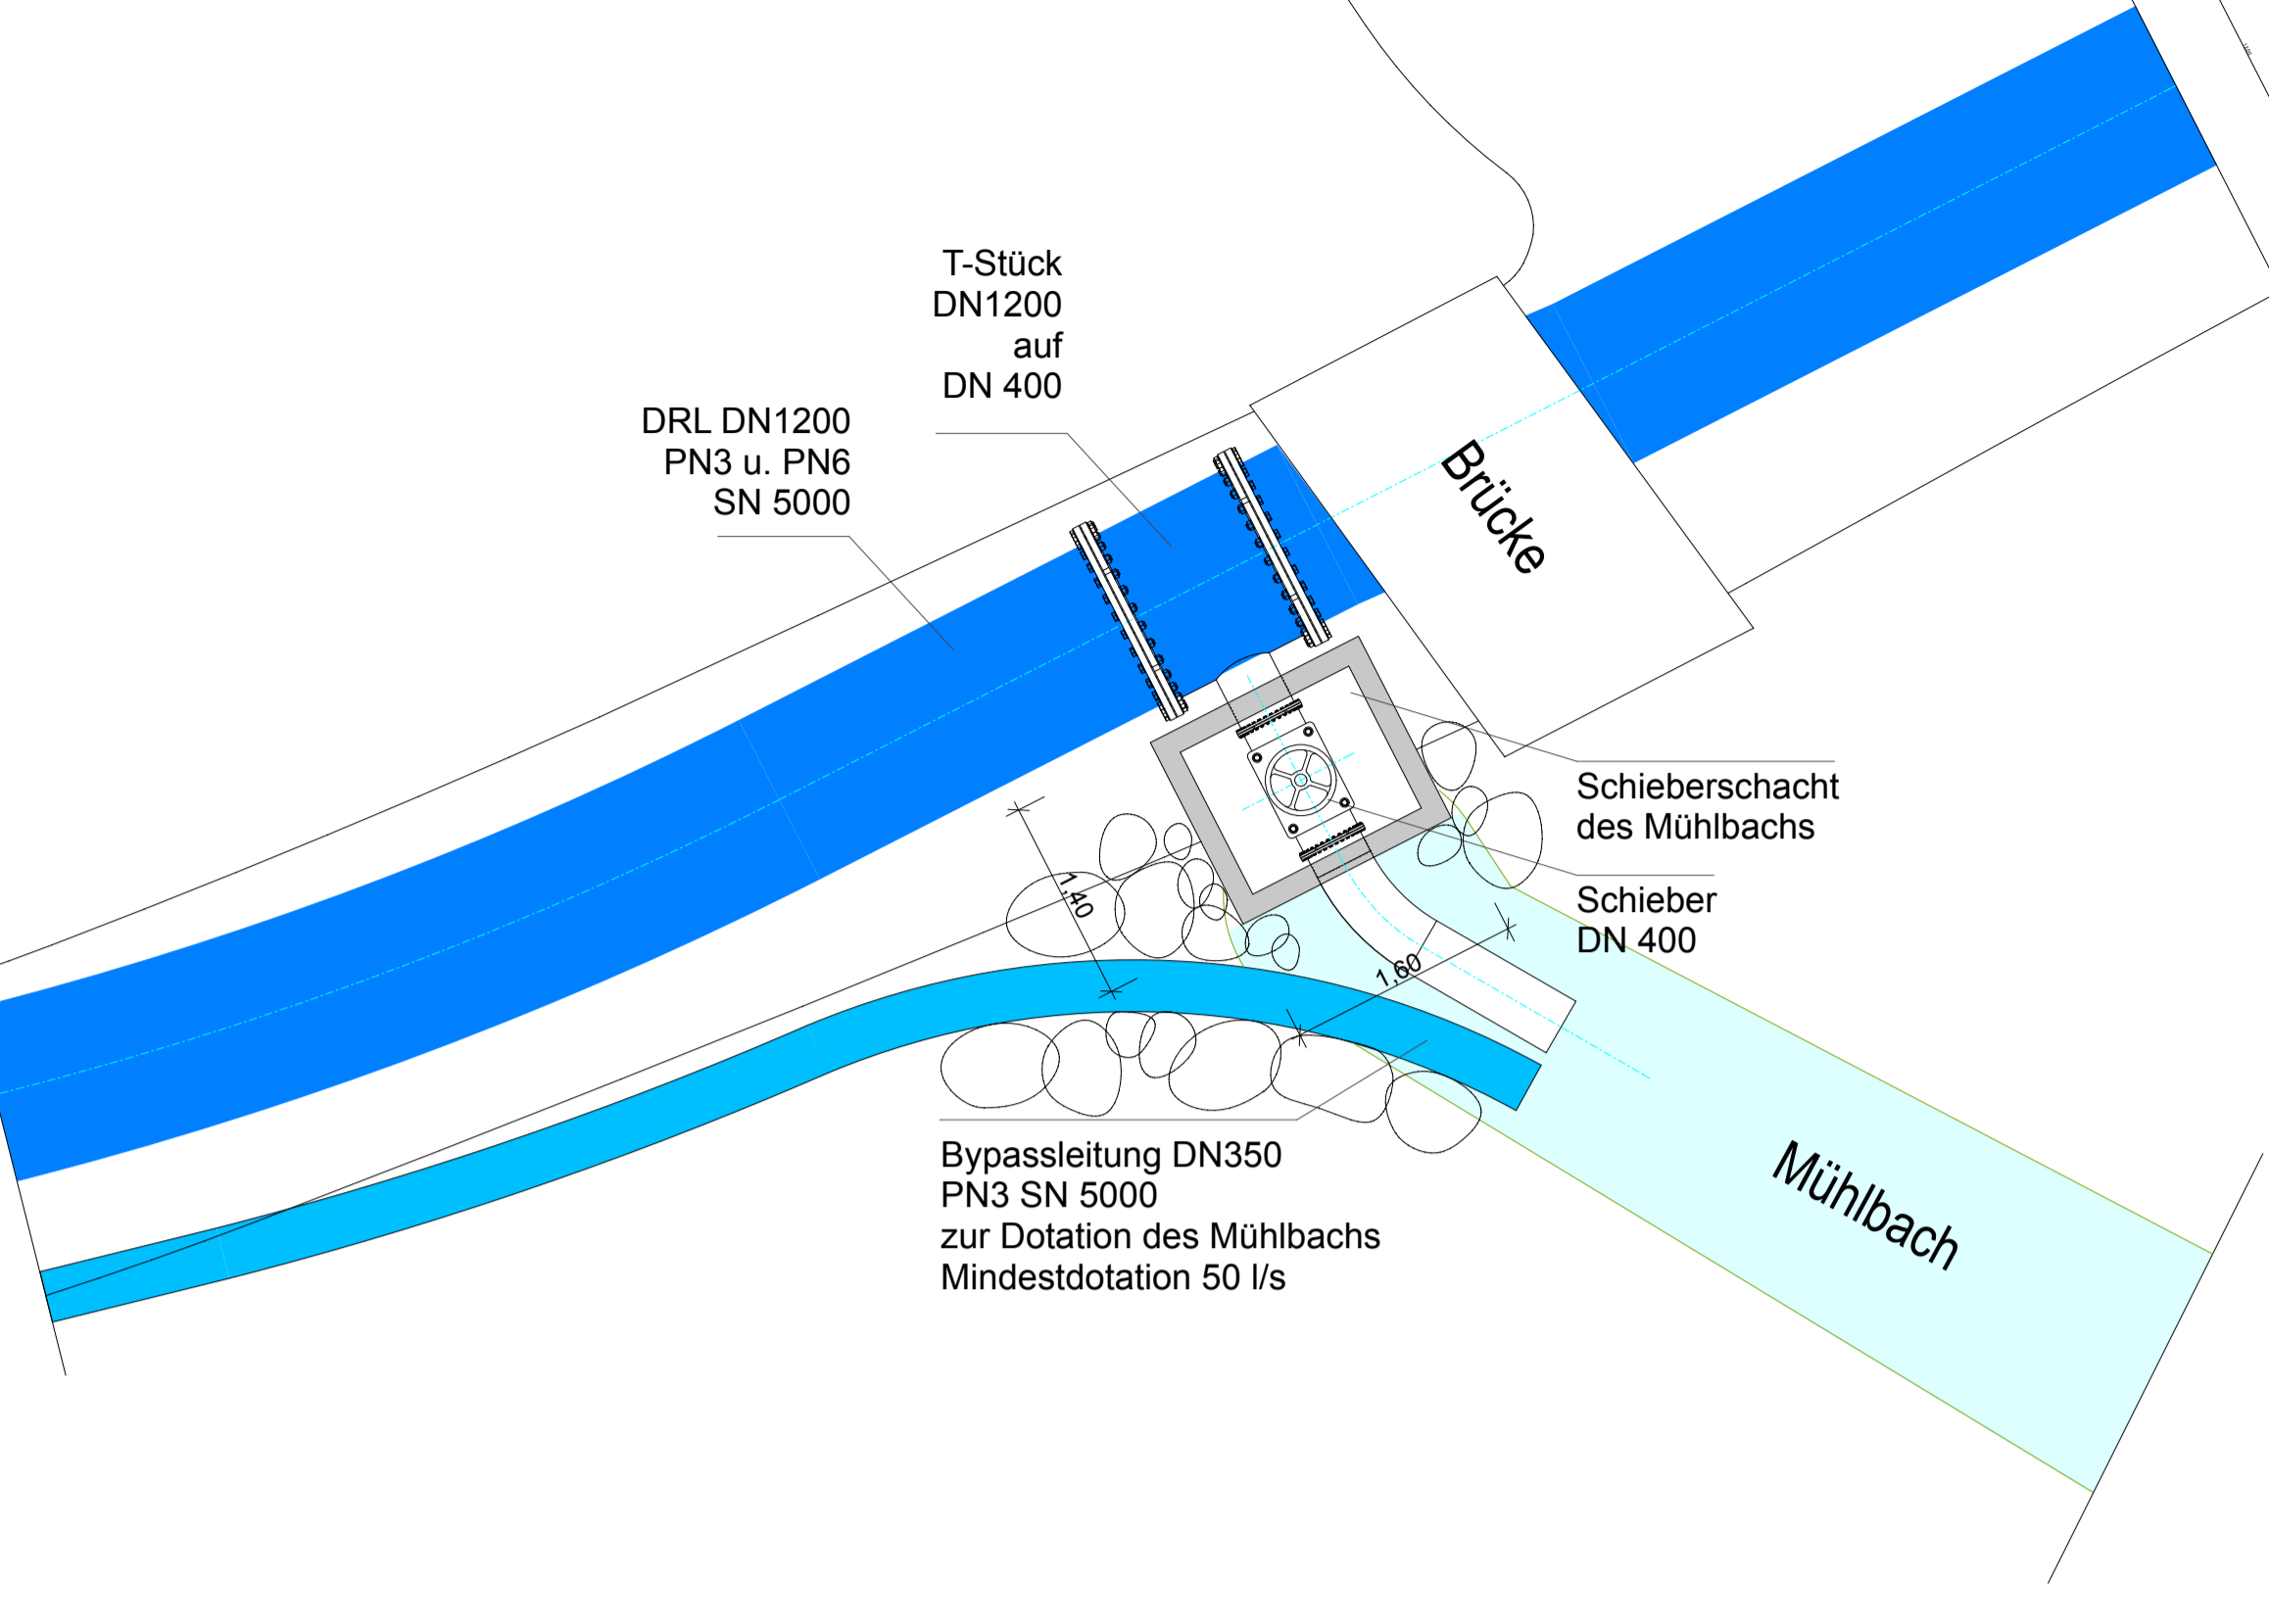 T-Stück
DN1200
auf
DN 400
DRL DN1200
PN3 u. PN6
SN 5000
Brücke
Schieberschacht
des Mühlbachs
1,40
Schieber
DN 400
1,60
Bypassleitung DN350
PN3 SN 5000
zur Dotation des Mühlbachs
Mindestdotation 50 l/s
Mühlbach